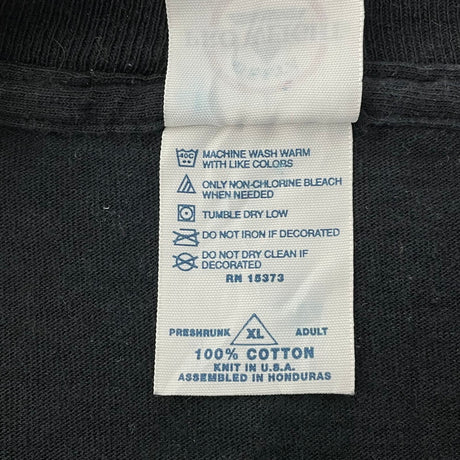 40C
MACHINE WASH WARM
WITH LIKE COLORS
ONLY NON-CHLORINE BLEACH
WHEN NEEDED
TUMBLE DRY LOW
DO NOT IRON IF DECORATED
DO NOT DRY CLEAN IF
DECORATED
RN 15373
PRESHRUNK XL ADULT
100% COTTON
KNIT IN U.S.A.
ASSEMBLED IN HONDURAS